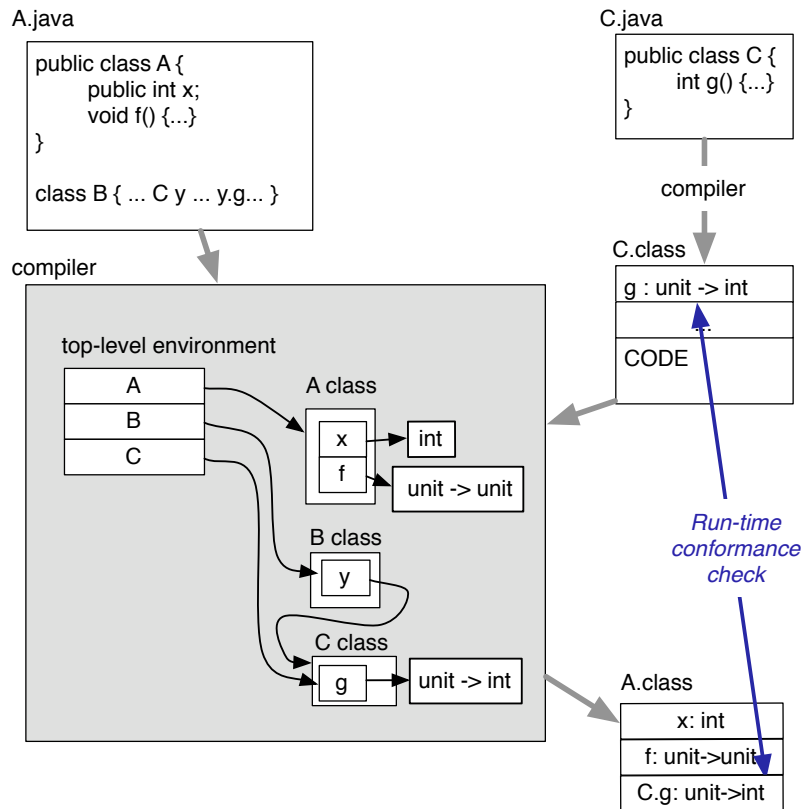 A.java
public class A {
public int x;
void f() {...}
}
class B { ... C y ... y.g... }
C.java
public class C {
int g() {...}
}
compiler
C.class
g : unit -> int
...
CODE
compiler
top-level environment
A
B
C
A class
x
int
f
unit -> unit
B class
y
C class
g
unit -> int
Run-time
conformance
check
A.class
x: int
f: unit->unit
C.g: unit->int